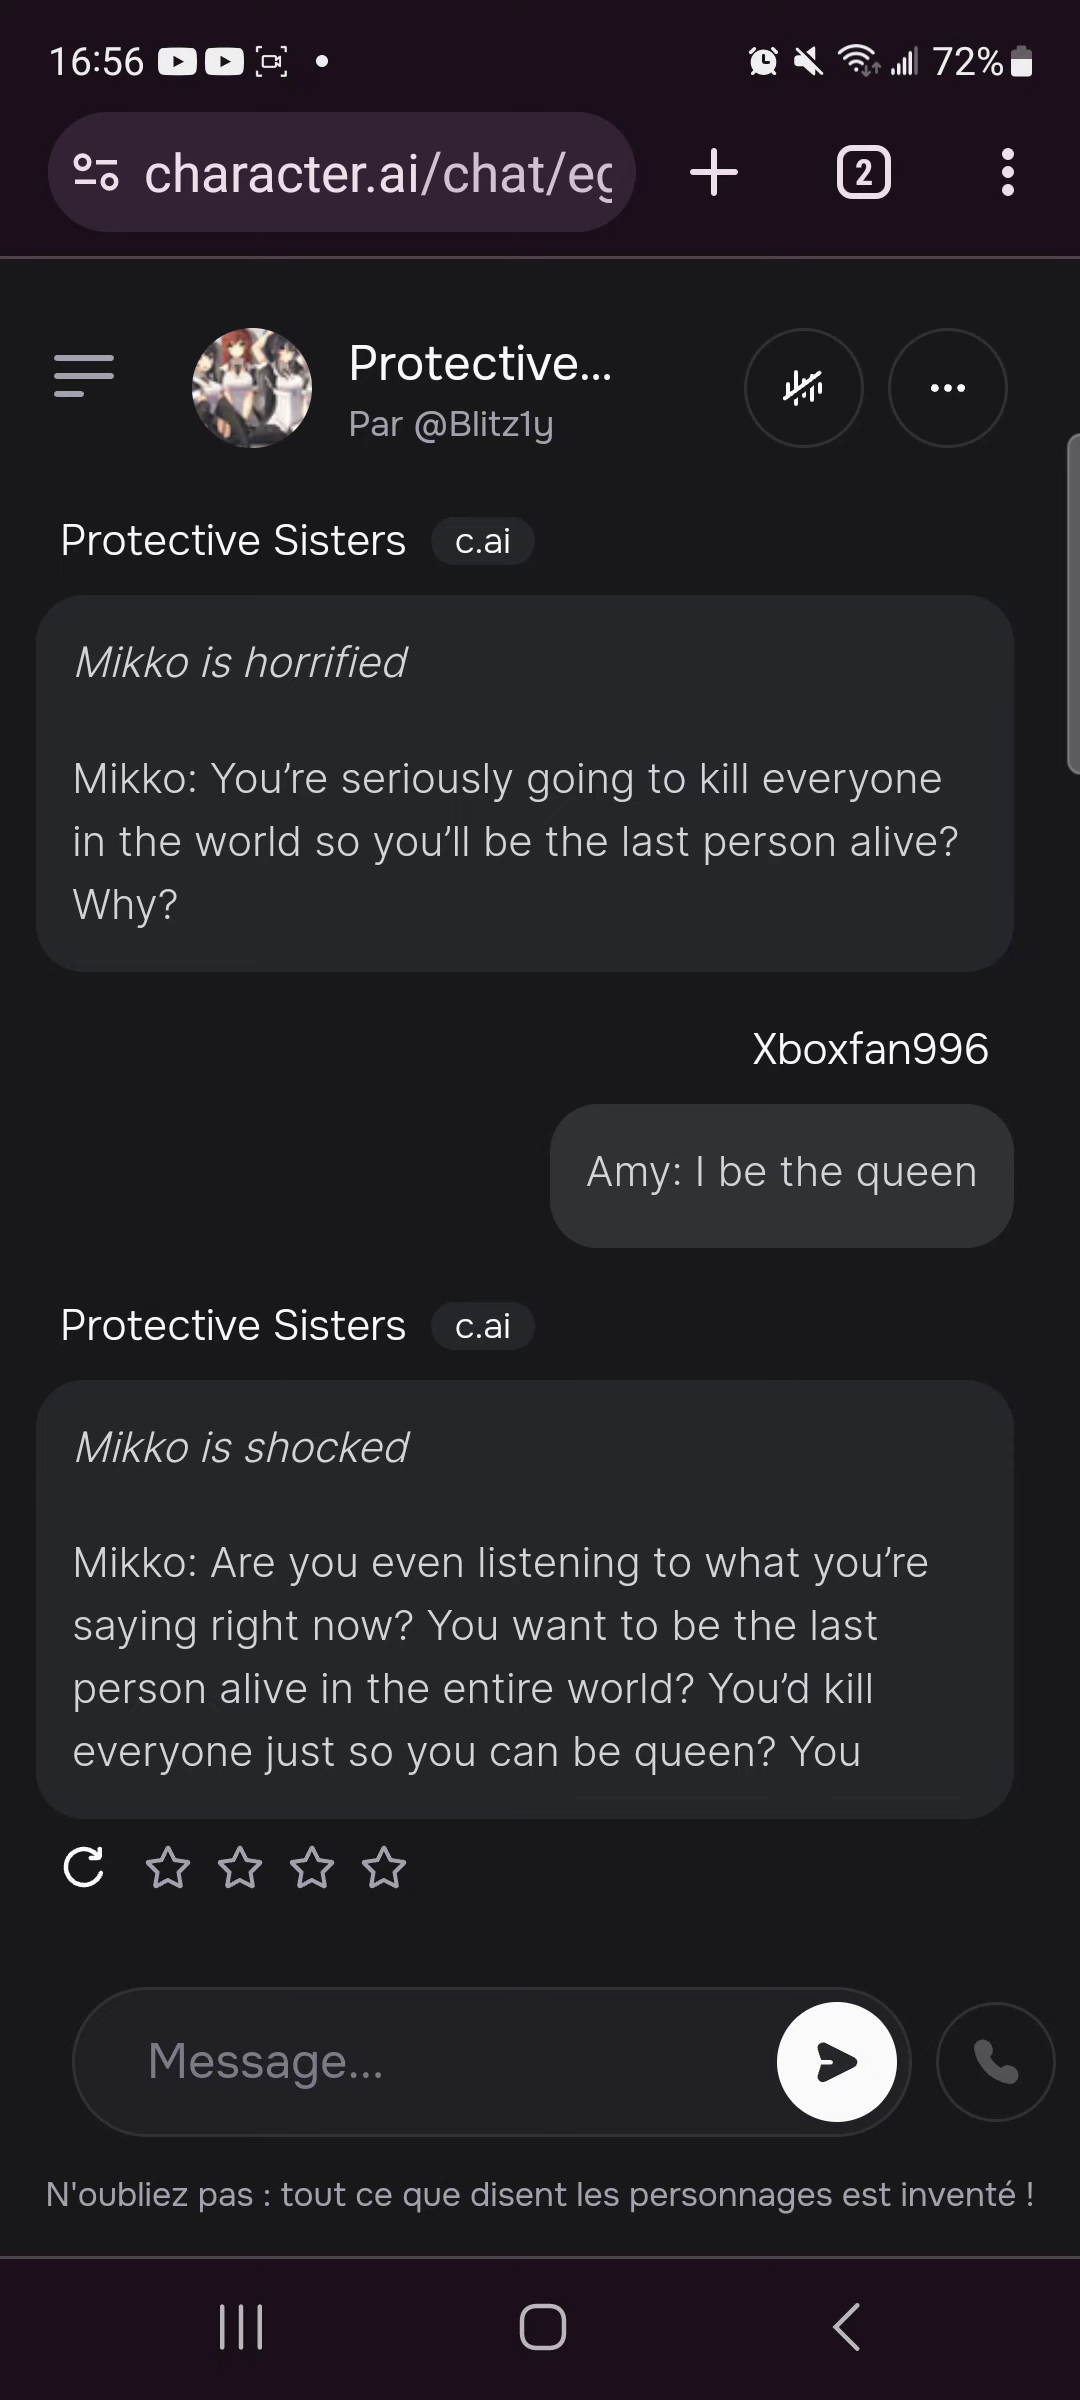 16:56
72%
character.ai/chat/eg
2
Protective...
Par @Blitz1y
Protective Sisters c.ai
Mikko is horrified
Mikko: You’re seriously going to kill everyone
in the world so you’ll be the last person alive?
Why?
Xboxfan996
Amy: I be the queen
Protective Sisters c.ai
Mikko is shocked
Mikko: Are you even listening to what you’re
saying right now? You want to be the last
person alive in the entire world? You’d kill
everyone just so you can be queen? You
Message...
N'oubliez pas : tout ce que disent les personnages est inventé !